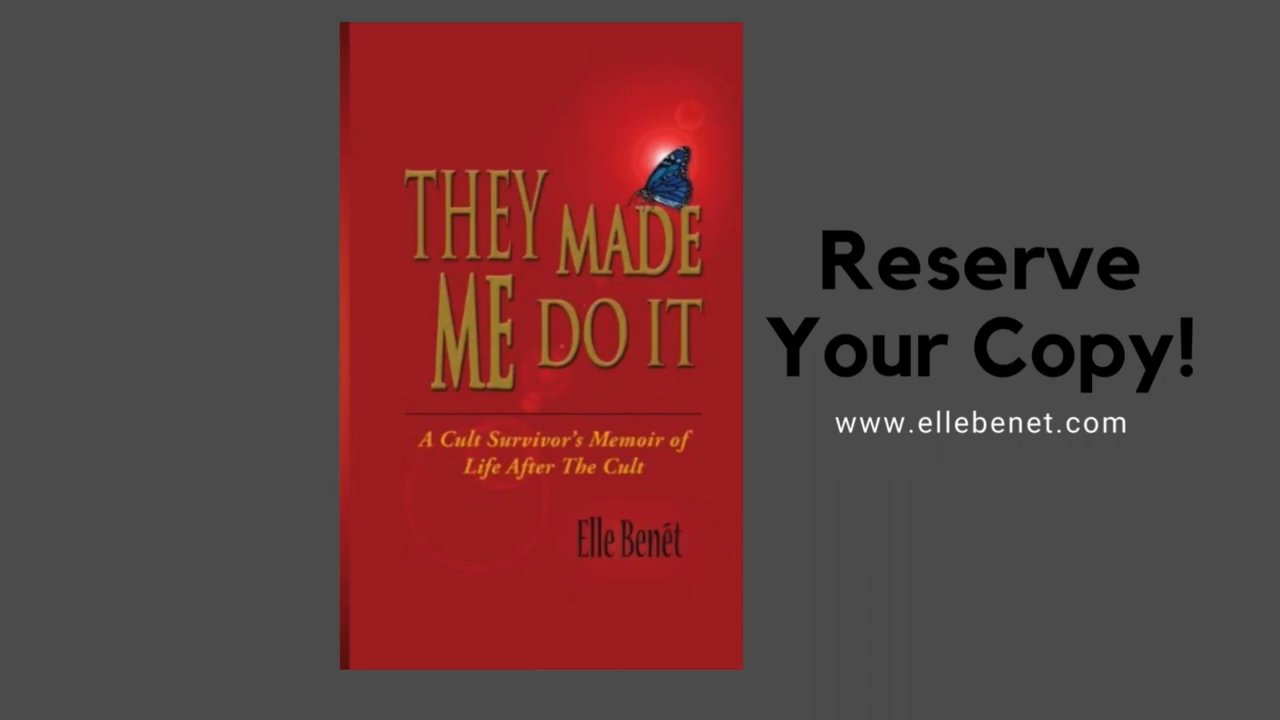 THEY MADE
ME DO IT
A Cult Survivor's Memoir of
Life After The Cult
Elle Benét
Reserve
Your Copy!
www.ellebenet.com